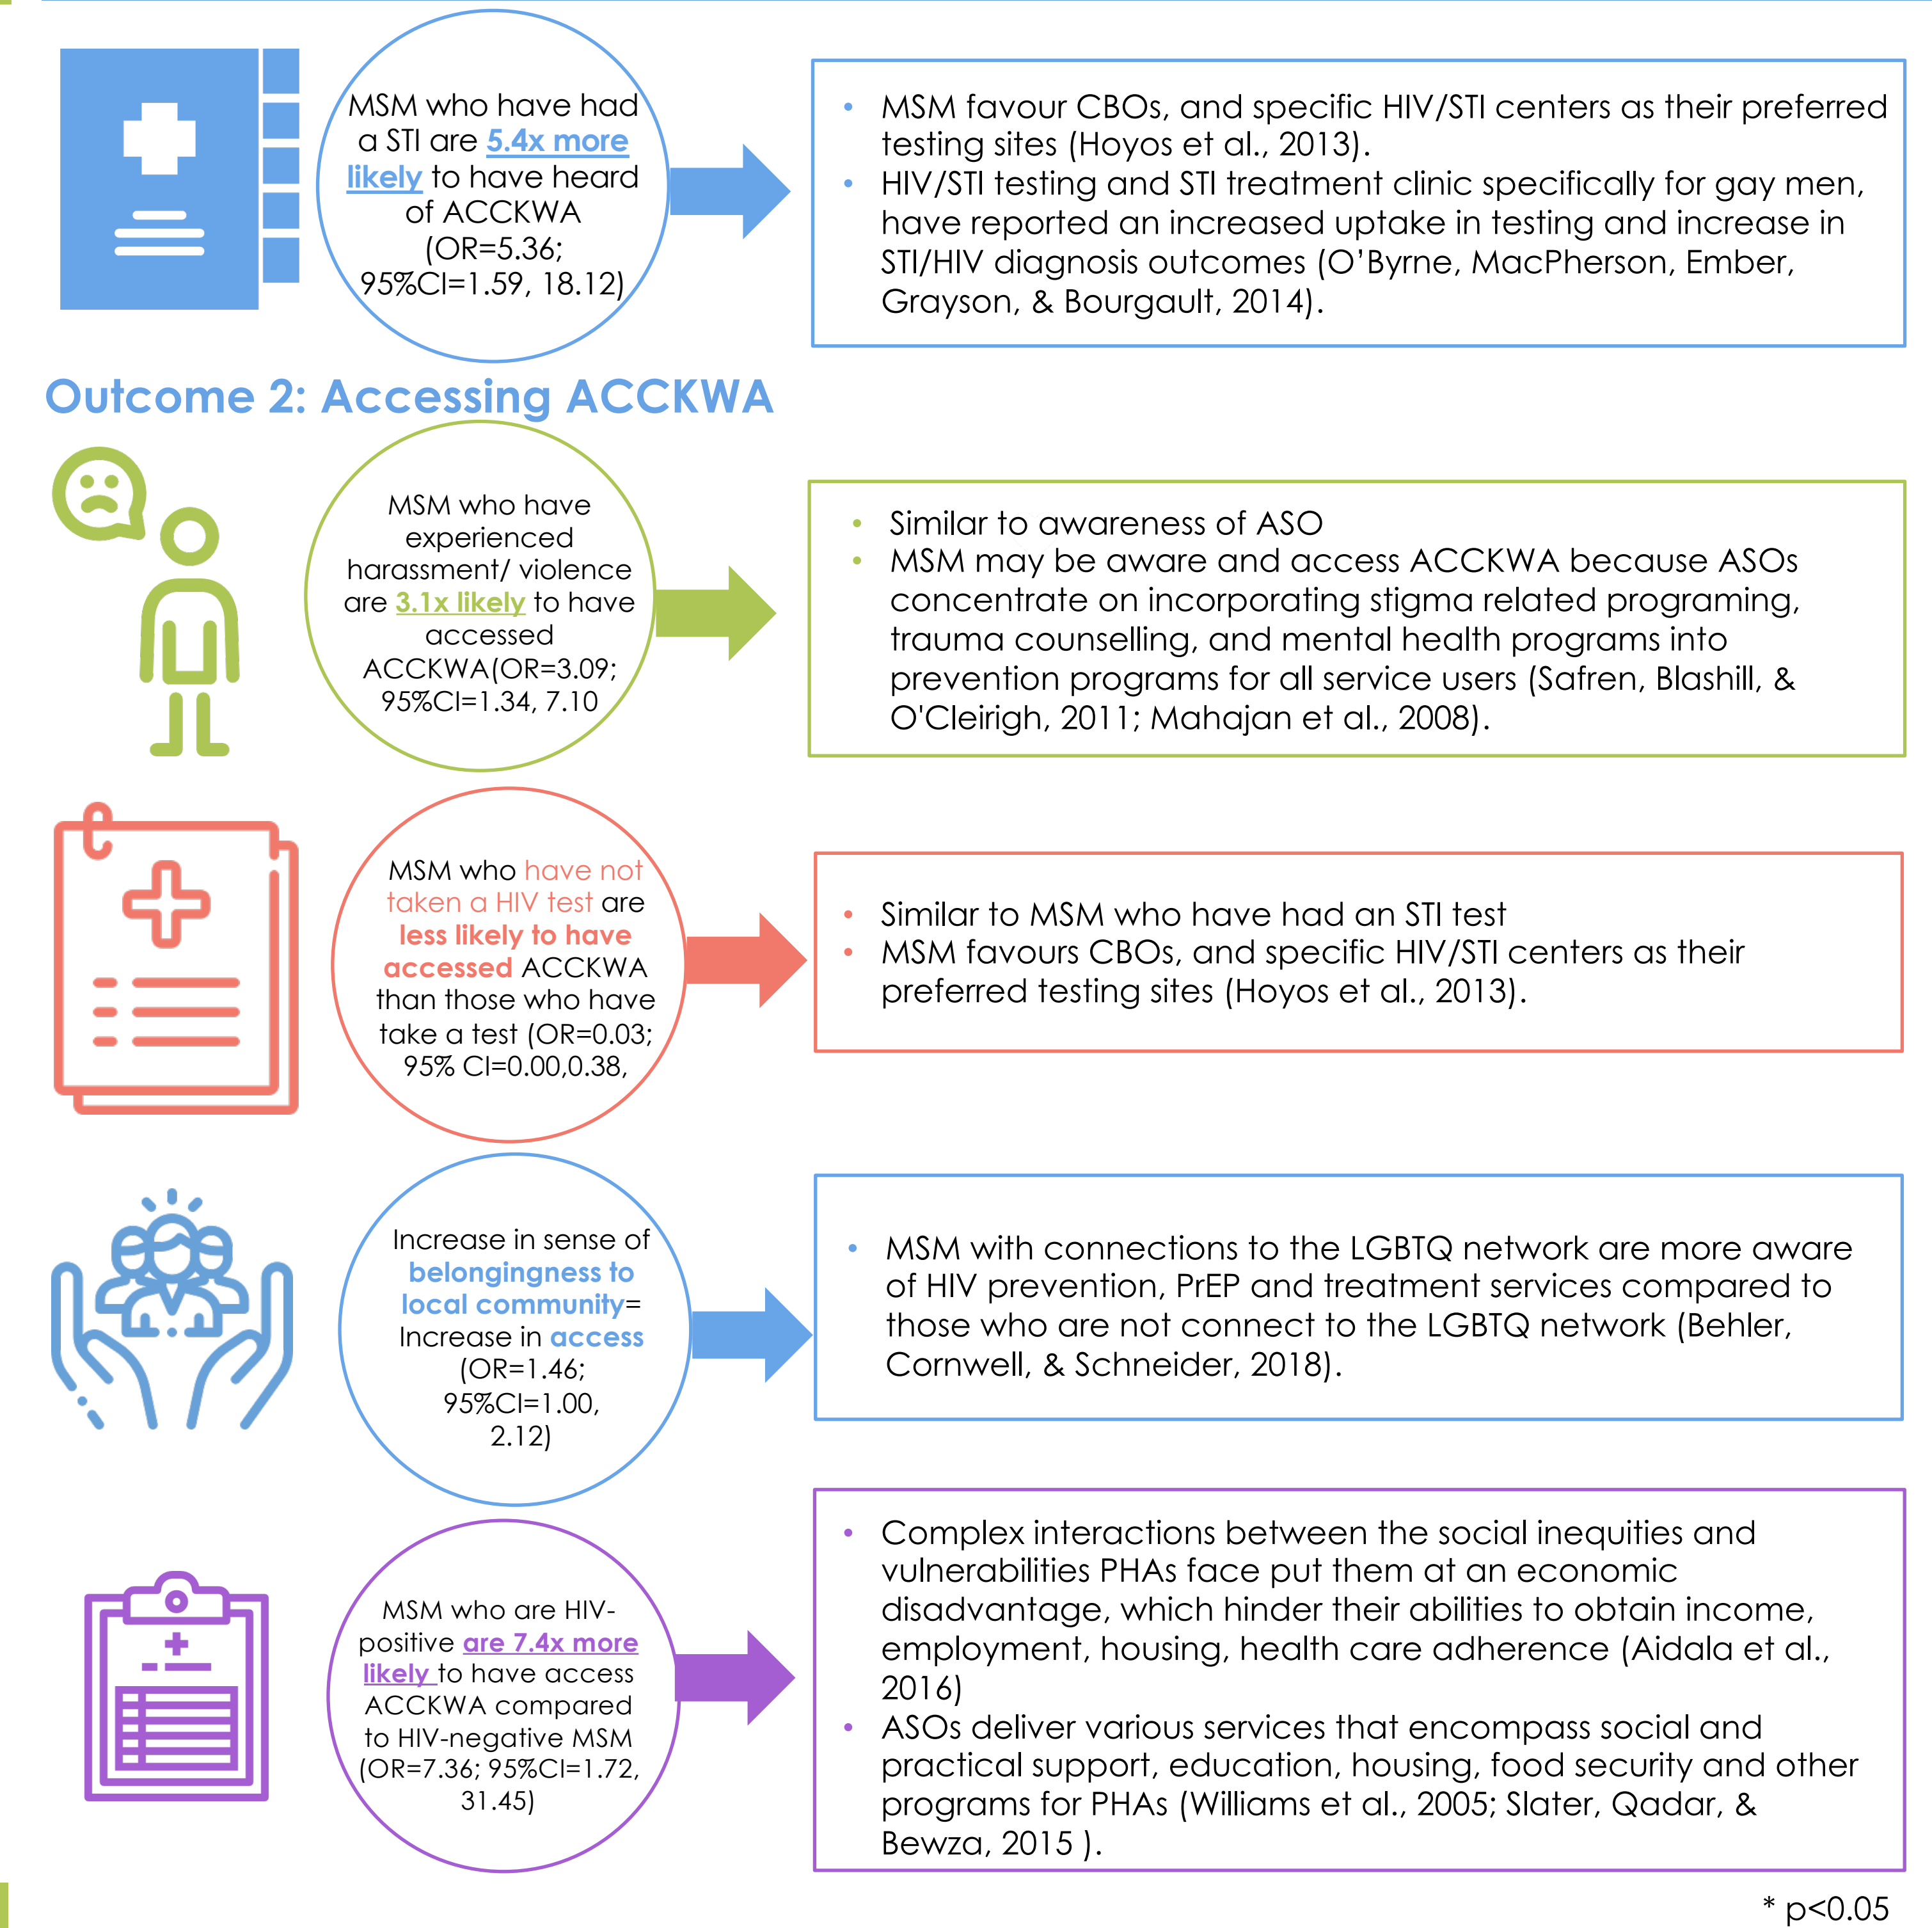 MSM who have had
a STI are 5.4x more
likely to have heard
of ACCKWA
(OR=5.36;
95%CI=1.59, 18.12)
• MSM favour CBOs, and specific HIV/STI centers as their preferred
testing sites (Hoyos et al., 2013).
• HIV/STI testing and STI treatment clinic specifically for gay men,
have reported an increased uptake in testing and increase in
STI/HIV diagnosis outcomes (O’Byrne, MacPherson, Ember,
Grayson, & Bourgault, 2014).
Outcome 2: Accessing ACCKWA
MSM who have
experienced
harassment/ violence
are 3.1x likely to have
accessed
ACCKWA(OR=3.09;
95%CI=1.34, 7.10
• Similar to awareness of ASO
• MSM may be aware and access ACCKWA because ASOs
concentrate on incorporating stigma related programing,
trauma counselling, and mental health programs into
prevention programs for all service users (Safren, Blashill, &
O'Cleirigh, 2011; Mahajan et al., 2008).
MSM who have not
taken a HIV test are
less likely to have
accessed ACCKWA
than those who have
take a test (OR=0.03;
95% CI=0.00,0.38,
• Similar to MSM who have had an STI test
• MSM favours CBOs, and specific HIV/STI centers as their
preferred testing sites (Hoyos et al., 2013).
Increase in sense of
belongingness to
local community=
Increase in access
(OR=1.46;
95%CI=1.00,
2.12)
• MSM with connections to the LGBTQ network are more aware
of HIV prevention, PrEP and treatment services compared to
those who are not connect to the LGBTQ network (Behler,
Cornwell, & Schneider, 2018).
MSM who are HIV-
positive are 7.4x more
likely to have access
ACCKWA compared
to HIV-negative MSM
(OR=7.36; 95%CI=1.72,
31.45)
• Complex interactions between the social inequities and
vulnerabilities PHAs face put them at an economic
disadvantage, which hinder their abilities to obtain income,
employment, housing, health care adherence (Aidala et al.,
2016)
• ASOs deliver various services that encompass social and
practical support, education, housing, food security and other
programs for PHAs (Williams et al., 2005; Slater, Qadar, &
Bewza, 2015 ).
* p<0.05